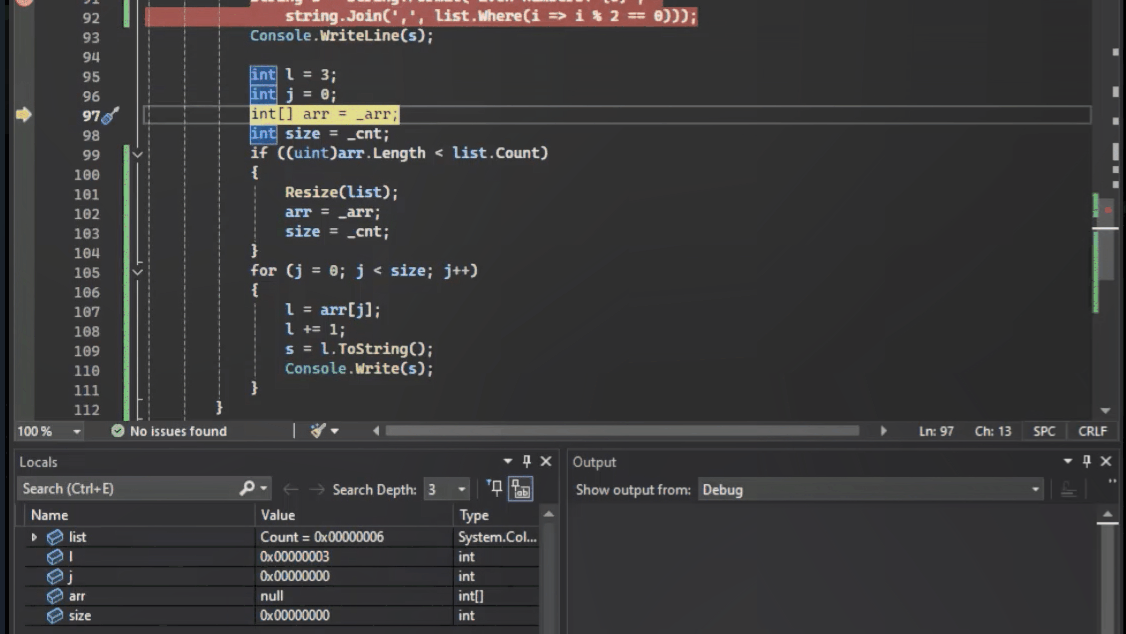 91
92 string.Join(',', list.Where(i => i % 2 == 0)));
93 Console.WriteLine(s);
94
95 int l = 3;
96 int j = 0;
97 int[] arr = _arr;
98 int size = _cnt;
99 if ((uint)arr.Length < list.Count)
100 {
101 Resize(list);
102 arr = _arr;
103 size = _cnt;
104 }
105 for (j = 0; j < size; j++)
106 {
107 l = arr[j];
108 l += 1;
109 s = l.ToString();
110 Console.Write(s);
111 }
112 }
100 % No issues found Ln: 97 Ch: 13 SPC CRLF
Locals
Search (Ctrl+E) Search Depth: 3
Name Value Type
list Count = 0x00000006 System.Col...
l 0x00000003 int
j 0x00000000 int
arr null int[]
size 0x00000000 int
Output
Show output from: Debug